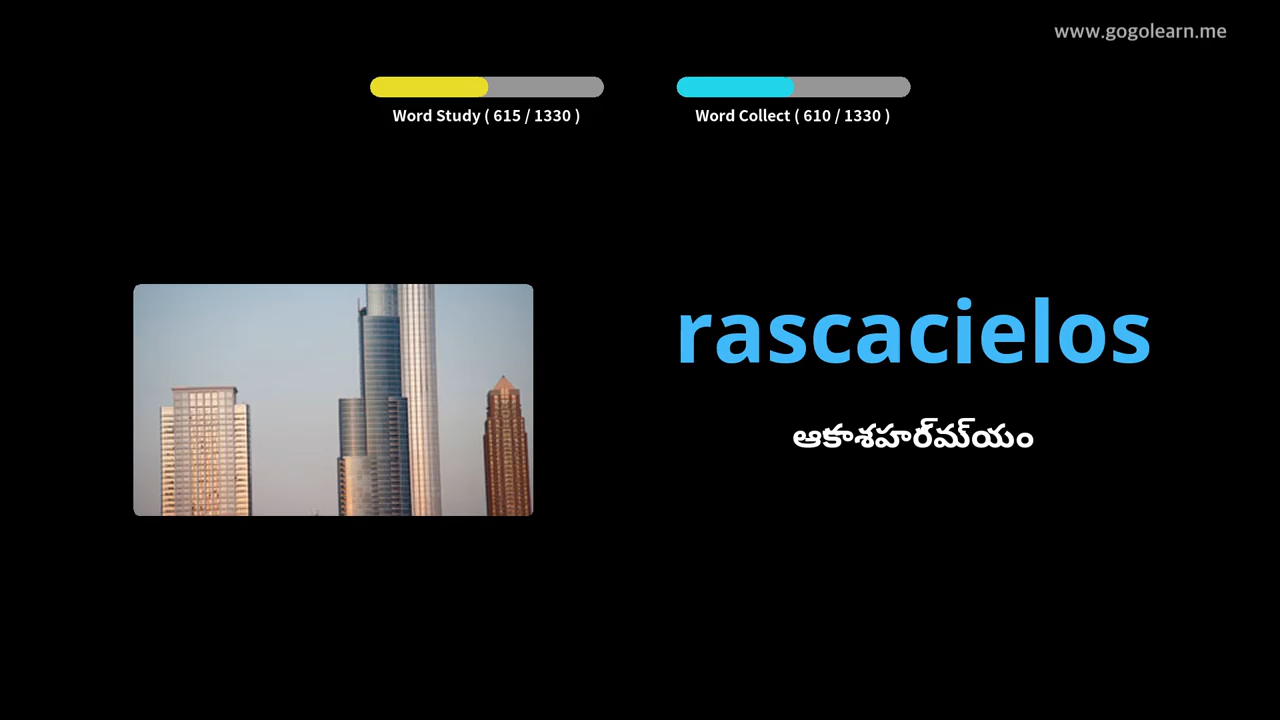 www.gogolearn.me
Word Study ( 615 / 1330 )
Word Collect ( 610 / 1330 )
rascacielos
ఆకాశహర్‌మ్‌యం